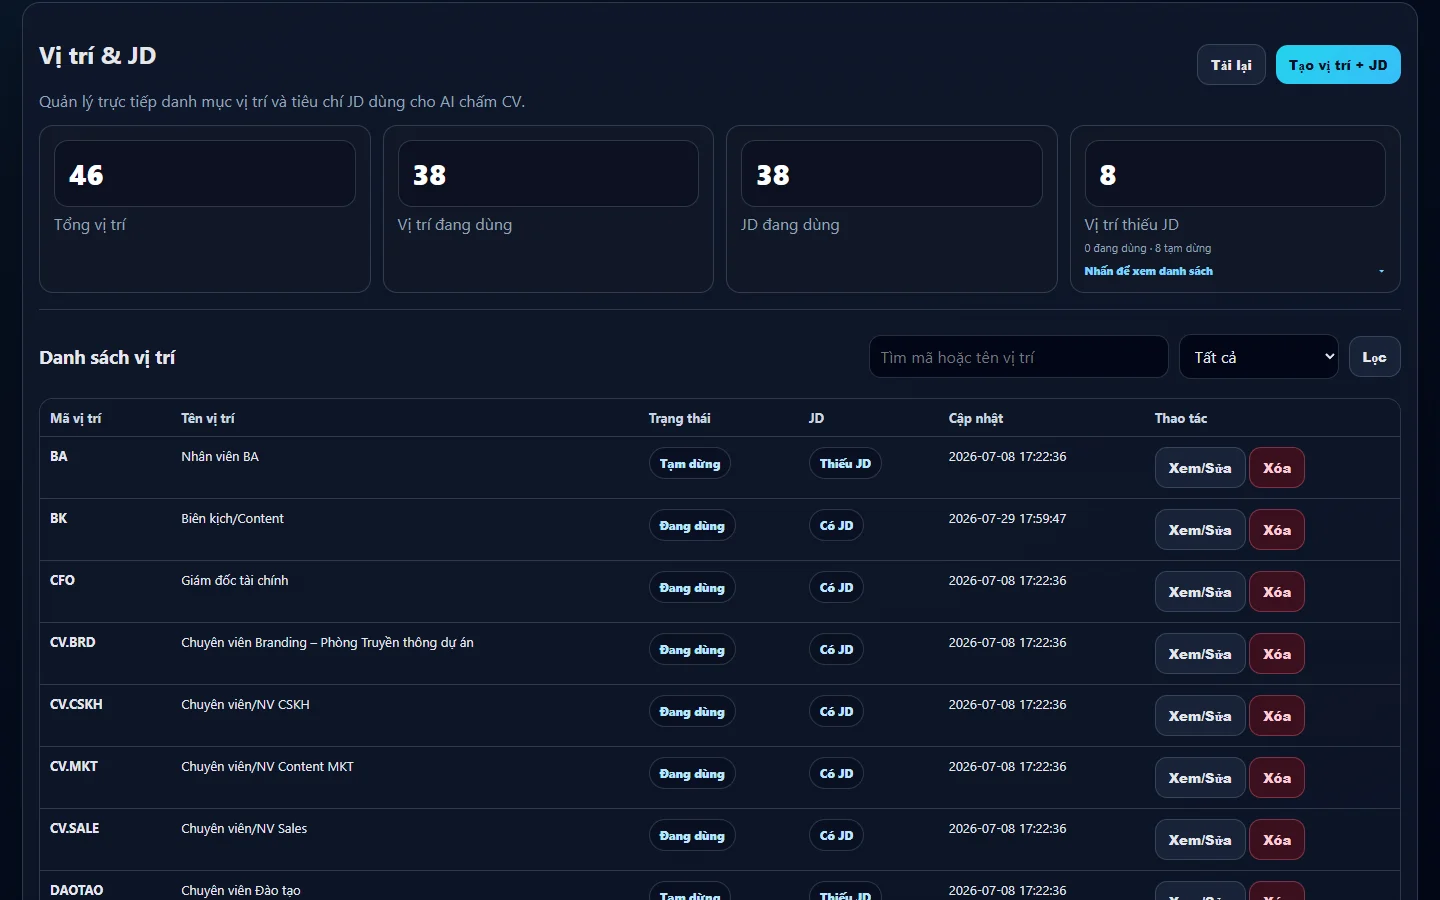 Vị trí & JD
Tải lại
Tạo vị trí + JD
Quản lý trực tiếp danh mục vị trí và tiêu chí JD dùng cho AI chấm CV.
46
Tổng vị trí
38
Vị trí đang dùng
38
JD đang dùng
8
Vị trí thiếu JD
0 đang dùng · 8 tạm dừng
Nhấn để xem danh sách
Danh sách vị trí
Tìm mã hoặc tên vị trí
Tất cả
Lọc
Mã vị trí Tên vị trí Trạng thái JD Cập nhật Thao tác
BA Nhân viên BA Tạm dừng Thiếu JD 2026-07-08 17:22:36 Xem/Sửa Xóa
BK Biên kịch/Content Đang dùng Có JD 2026-07-29 17:59:47 Xem/Sửa Xóa
CFO Giám đốc tài chính Đang dùng Có JD 2026-07-08 17:22:36 Xem/Sửa Xóa
CV.BRD Chuyên viên Branding – Phòng Truyền thông dự án Đang dùng Có JD 2026-07-08 17:22:36 Xem/Sửa Xóa
CV.CSKH Chuyên viên/NV CSKH Đang dùng Có JD 2026-07-08 17:22:36 Xem/Sửa Xóa
CV.MKT Chuyên viên/NV Content MKT Đang dùng Có JD 2026-07-08 17:22:36 Xem/Sửa Xóa
CV.SALE Chuyên viên/NV Sales Đang dùng Có JD 2026-07-08 17:22:36 Xem/Sửa Xóa
DAOTAO Chuyên viên Đào tạo Tạm dừng Thiếu JD 2026-07-08 17:22:36 Xem/Sửa Xóa